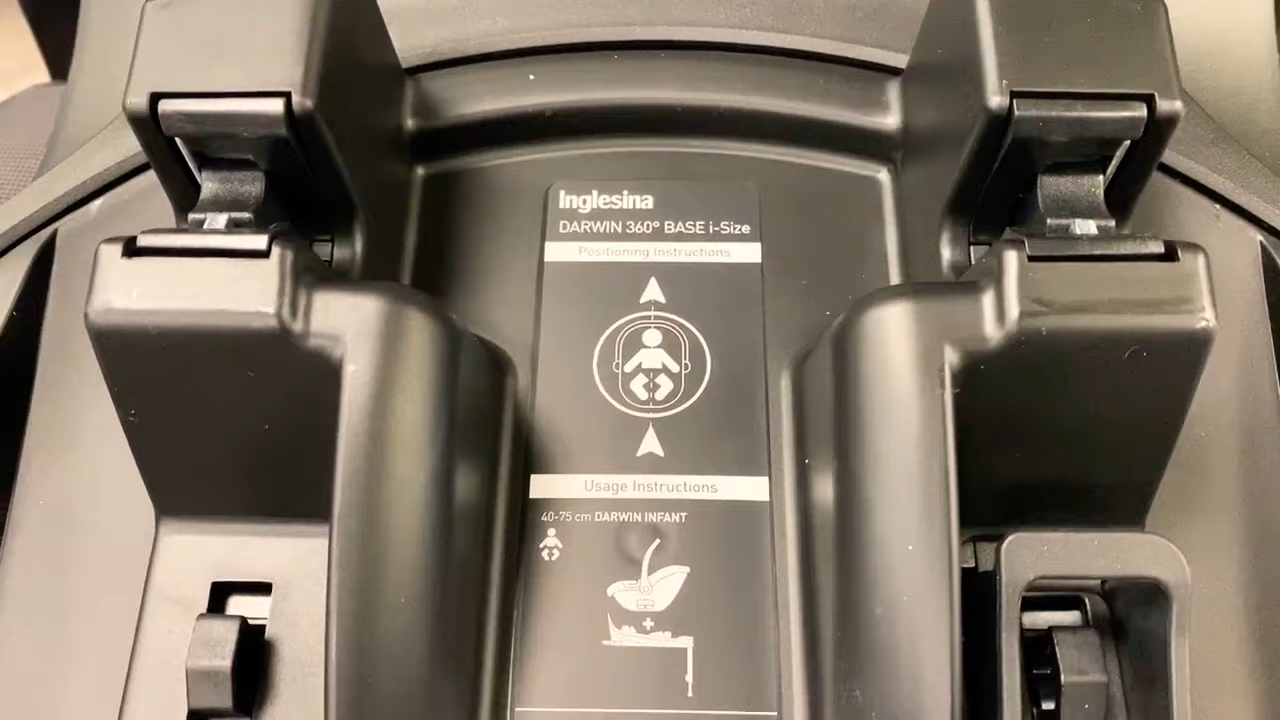 Inglesina
DARWIN 360° BASE i-Size
Positioning Instructions
Usage Instructions
40-75 cm DARWIN INFANT
+